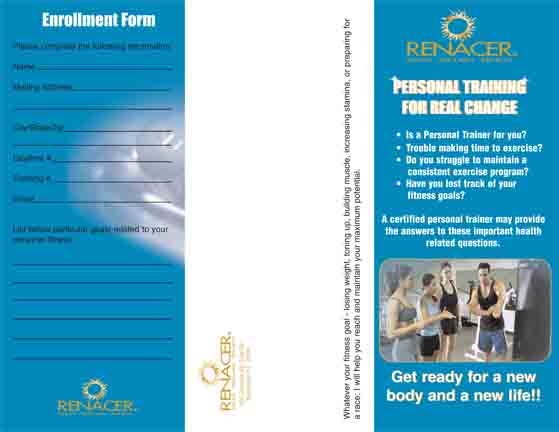 Enrollment Form
Please complete the following information:
Name
Mailing Address
City/State/Zip
Daytime #
Evening #
Email
List below particular goals related to your
personal fitness
RENACER
RENACER
Whatever your fitness goal - losing weight, toning up, building muscle, increasing stamina, or preparing for
a race: I will help you reach and maintain your maximum potential.
RENACER
PERSONAL TRAINING
FOR REAL CHANGE
• Is a Personal Trainer for you?
• Trouble making time to exercise?
• Do you struggle to maintain a
consistent exercise program?
• Have you lost track of your
fitness goals?
A certified personal trainer may provide
the answers to these important health
related questions.
Get ready for a new
body and a new life!!